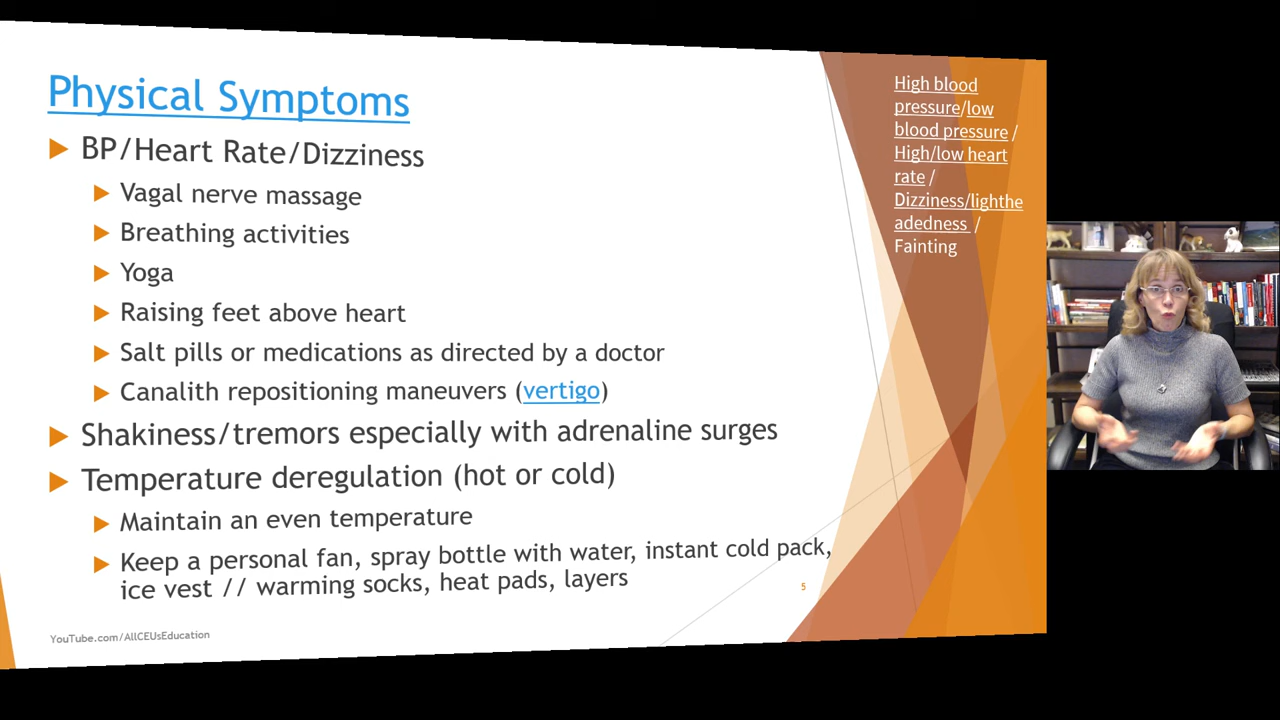 Physical Symptoms
BP/Heart Rate/Dizziness
Vagal nerve massage
Breathing activities
Yoga
Raising feet above heart
Salt pills or medications as directed by a doctor
Canalith repositioning maneuvers (vertigo)
Shakiness/tremors especially with adrenaline surges
Temperature deregulation (hot or cold)
Maintain an even temperature
Keep a personal fan, spray bottle with water, instant cold pack,
ice vest // warming socks, heat pads, layers
5
YouTube.com/AllCEUsEducation
High blood
pressure/low
blood pressure /
High/low heart
rate /
Dizziness/lighthe
adedness /
Fainting